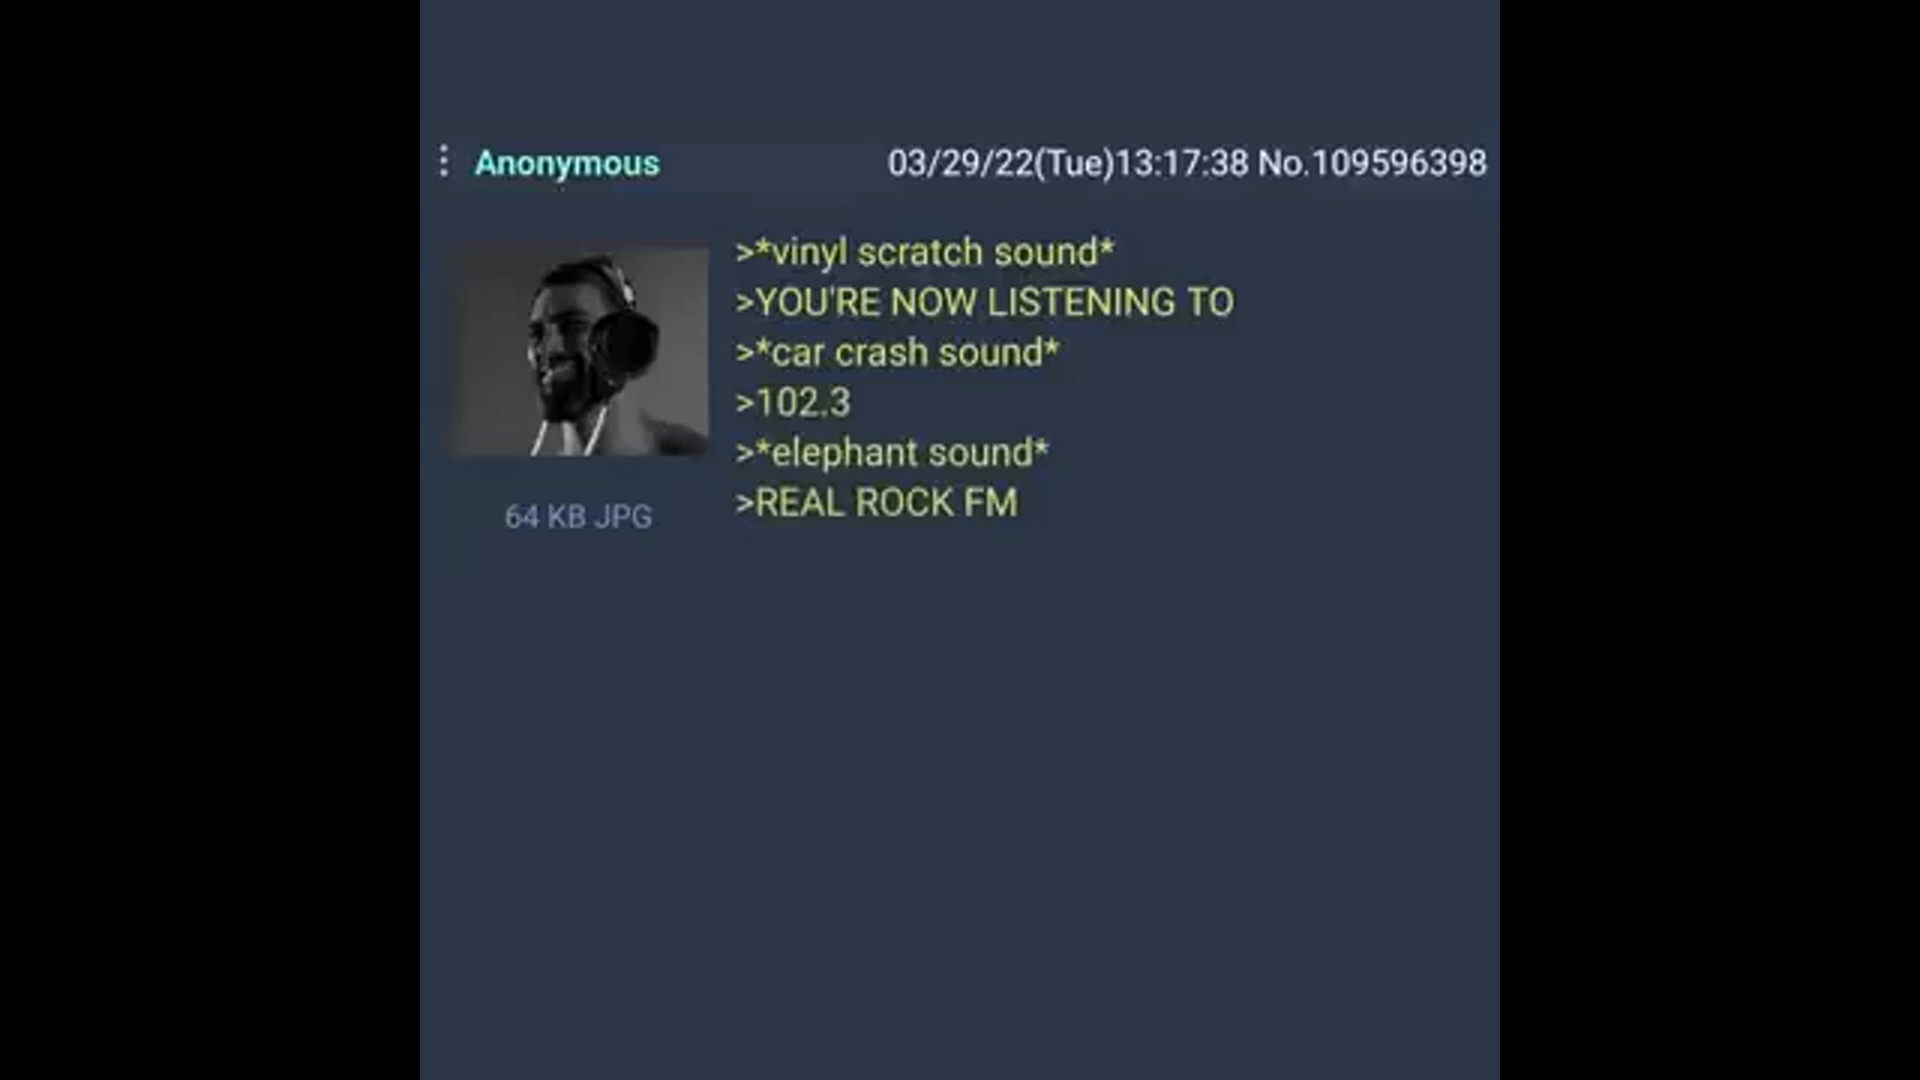 Anonymous 03/29/22(Tue)13:17:38 No.109596398
>*vinyl scratch sound*
>YOU'RE NOW LISTENING TO
>*car crash sound*
>102.3
>*elephant sound*
>REAL ROCK FM
64 KB JPG